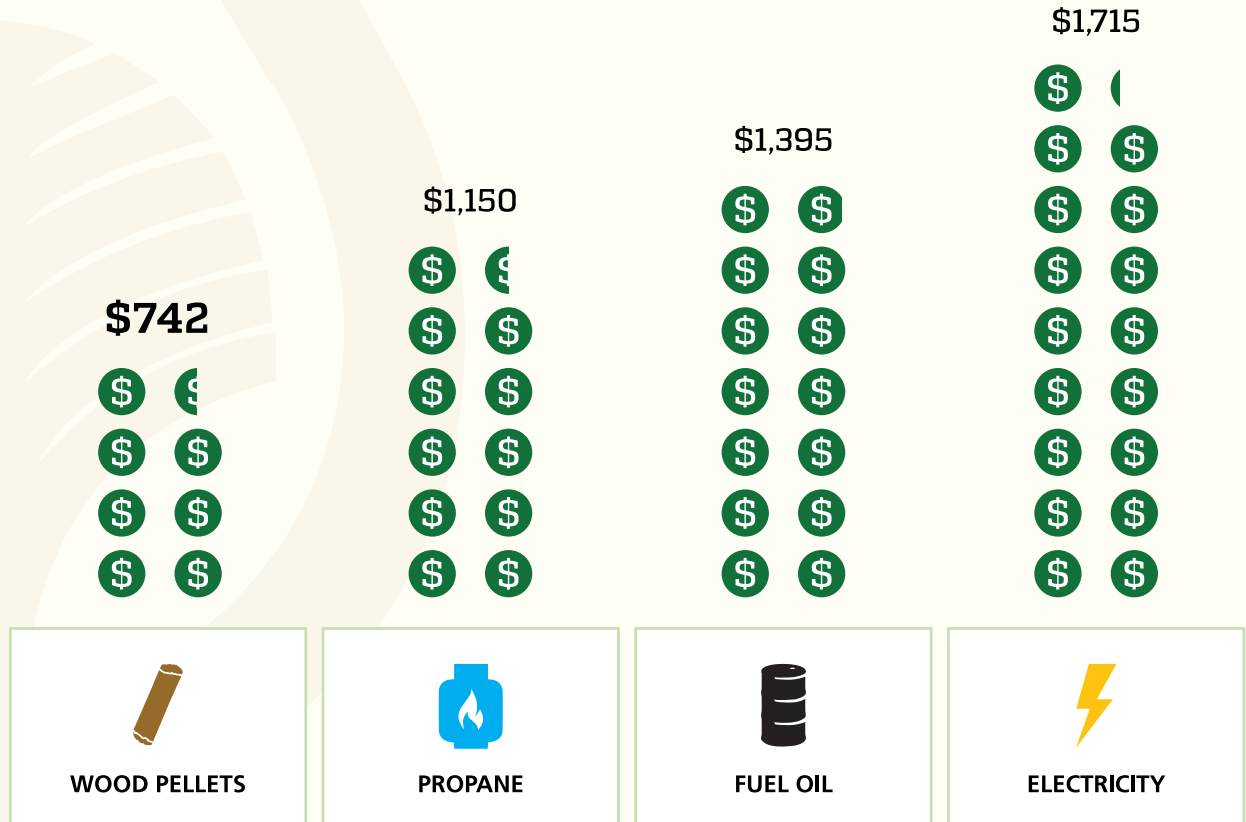 $1,715
$1,395
$1,150
$742
WOOD PELLETS
PROPANE
FUEL OIL
ELECTRICITY